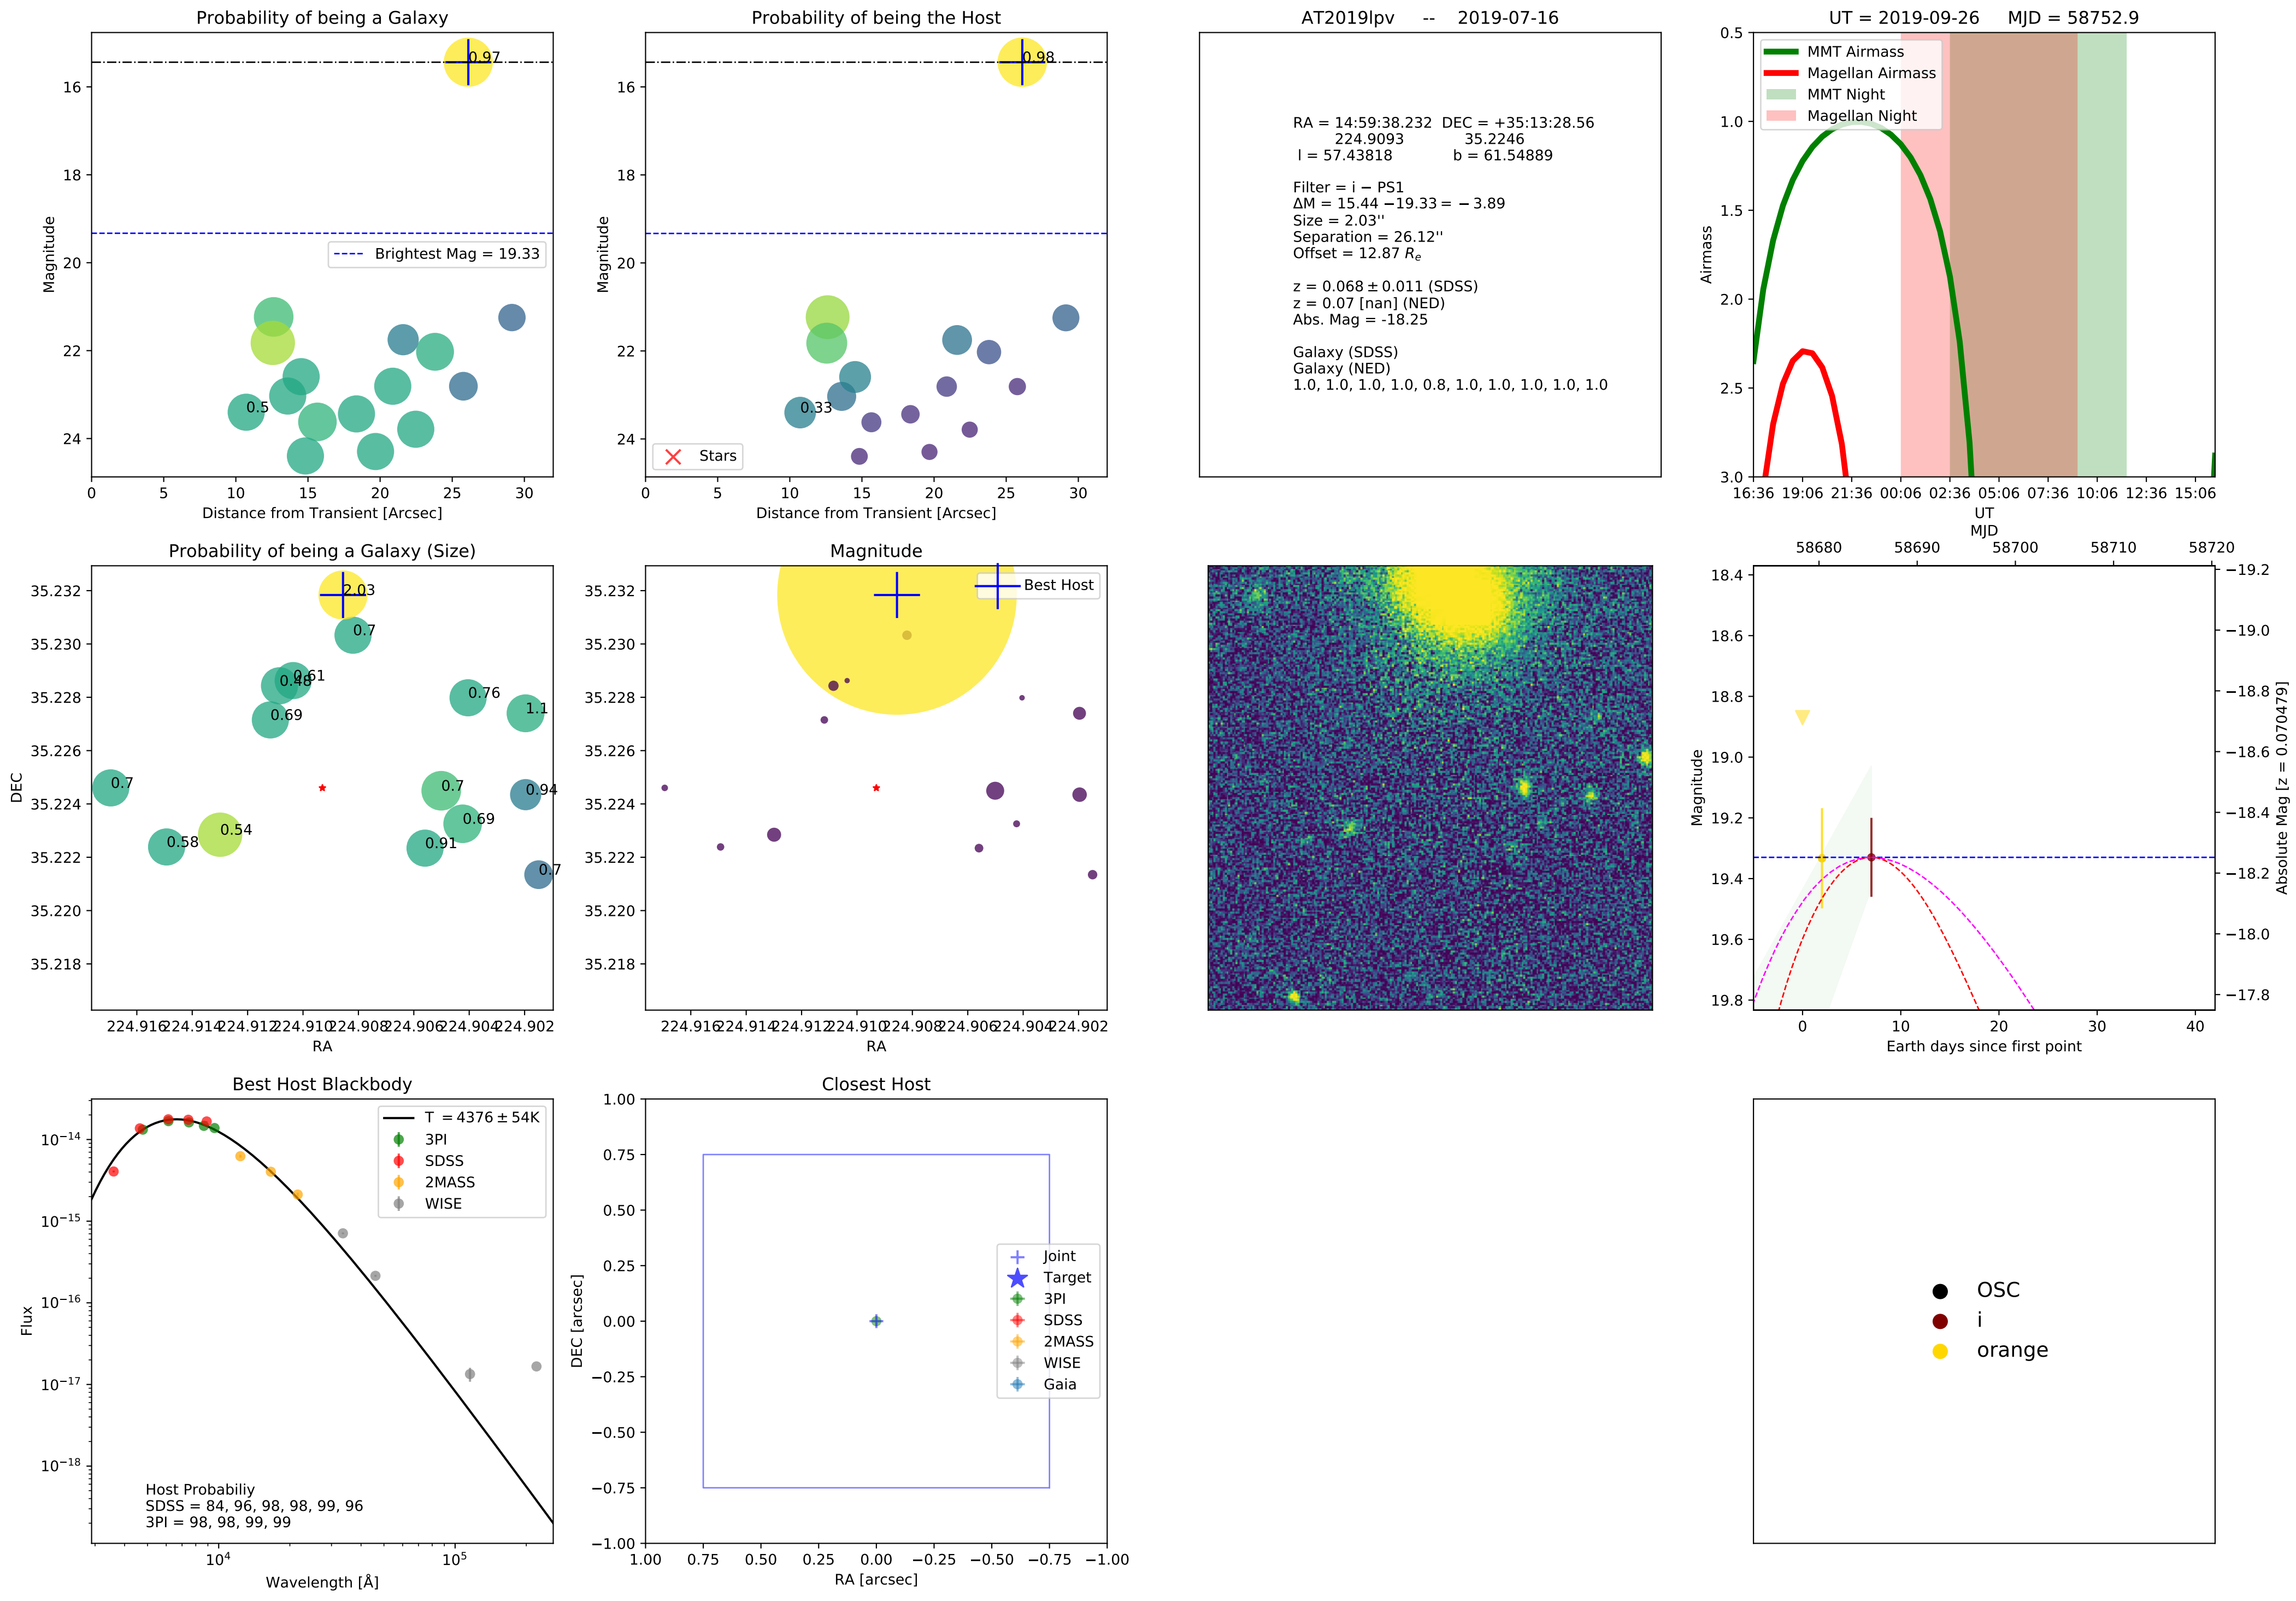 Probability of being a Galaxy
0.97
Brightest Mag = 19.33
0.5
16
18
20
22
24
Magnitude
0
5
10
15
20
25
30
Distance from Transient [Arcsec]
Probability of being the Host
0.98
0.33
Stars
16
18
20
22
24
Magnitude
0
5
10
15
20
25
30
Distance from Transient [Arcsec]
AT2019lpv -- 2019-07-16
RA = 14:59:38.232 DEC = +35:13:28.56
224.9093 35.2246
l = 57.43818 b = 61.54889
Filter = i − PS1
ΔM = 15.44 −19.33 = −3.89
Size = 2.03''
Separation = 26.12''
Offset = 12.87 Re
z = 0.068 ± 0.011 (SDSS)
z = 0.07 [nan] (NED)
Abs. Mag = -18.25
Galaxy (SDSS)
Galaxy (NED)
1.0, 1.0, 1.0, 1.0, 0.8, 1.0, 1.0, 1.0, 1.0, 1.0
UT = 2019-09-26 MJD = 58752.9
MMT Airmass
Magellan Airmass
MMT Night
Magellan Night
0.5
1.0
1.5
2.0
2.5
3.0
Airmass
16:36
19:06
21:36
00:06
02:36
05:06
07:36
10:06
12:36
15:06
UT
Probability of being a Galaxy (Size)
2.03
0.7
0.61
0.48
0.69
0.76
1.1
0.7
0.7
0.94
0.54
0.58
0.69
0.91
0.7
35.232
35.230
35.228
35.226
35.224
35.222
35.220
35.218
DEC
224.916
224.914
224.912
224.910
224.908
224.906
224.904
224.902
RA
Magnitude
Best Host
35.232
35.230
35.228
35.226
35.224
35.222
35.220
35.218
224.916
224.914
224.912
224.910
224.908
224.906
224.904
224.902
RA
MJD
58680
58690
58700
58710
58720
18.4
18.6
18.8
19.0
19.2
19.4
19.6
19.8
Magnitude
−19.2
−19.0
−18.8
−18.6
−18.4
−18.2
−18.0
−17.8
Absolute Mag [z = 0.070479]
0
10
20
30
40
Earth days since first point
Best Host Blackbody
T = 4376 ± 54K
3PI
SDSS
2MASS
WISE
Host Probabiliy
SDSS = 84, 96, 98, 98, 99, 96
3PI = 98, 98, 99, 99
10−14
10−15
10−16
10−17
10−18
Flux
10^4
10^5
Wavelength [Å]
Closest Host
Joint
Target
3PI
SDSS
2MASS
WISE
Gaia
1.00
0.75
0.50
0.25
0.00
−0.25
−0.50
−0.75
−1.00
DEC [arcsec]
1.00
0.75
0.50
0.25
0.00
−0.25
−0.50
−0.75
−1.00
RA [arcsec]
OSC
i
orange